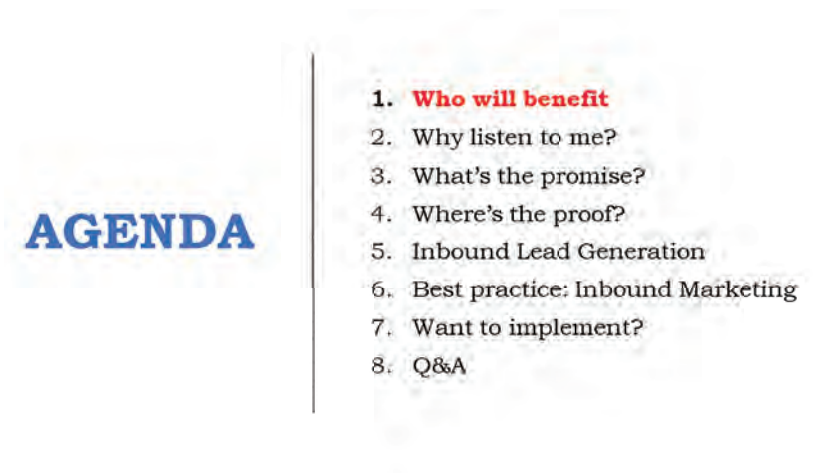 AGENDA
1. Who will benefit
2. Why listen to me?
3. What's the promise?
4. Where's the proof?
5. Inbound Lead Generation
6. Best practice: Inbound Marketing
7. Want to implement?
8. Q&A